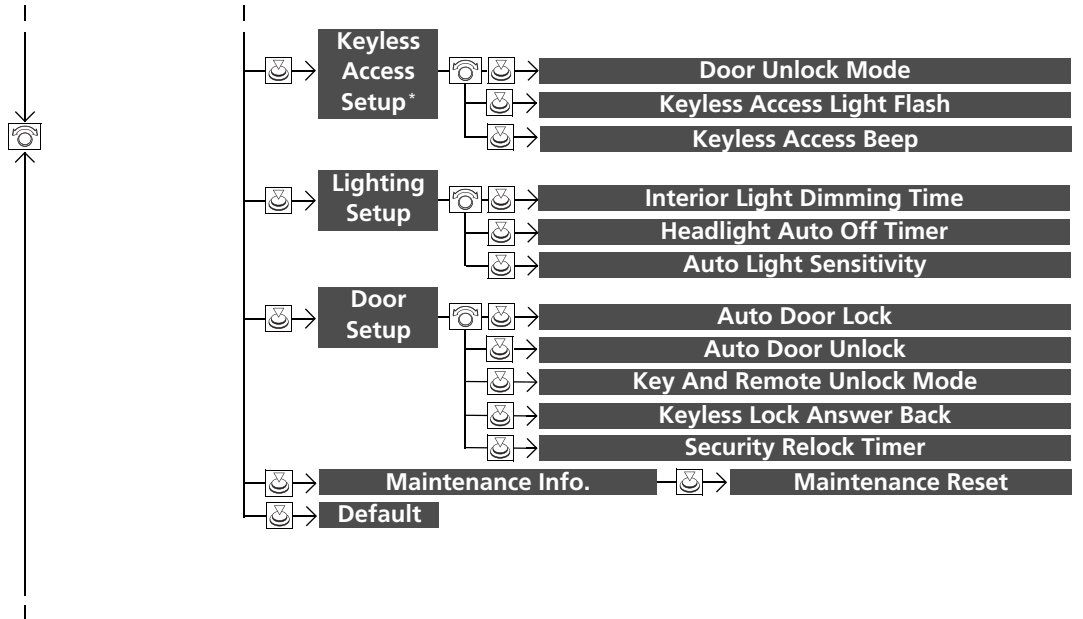 Keyless
Access
Setup*
Door Unlock Mode
Keyless Access Light Flash
Keyless Access Beep
Lighting
Setup
Interior Light Dimming Time
Headlight Auto Off Timer
Auto Light Sensitivity
Door
Setup
Auto Door Lock
Auto Door Unlock
Key And Remote Unlock Mode
Keyless Lock Answer Back
Security Relock Timer
Maintenance Info.
Maintenance Reset
Default